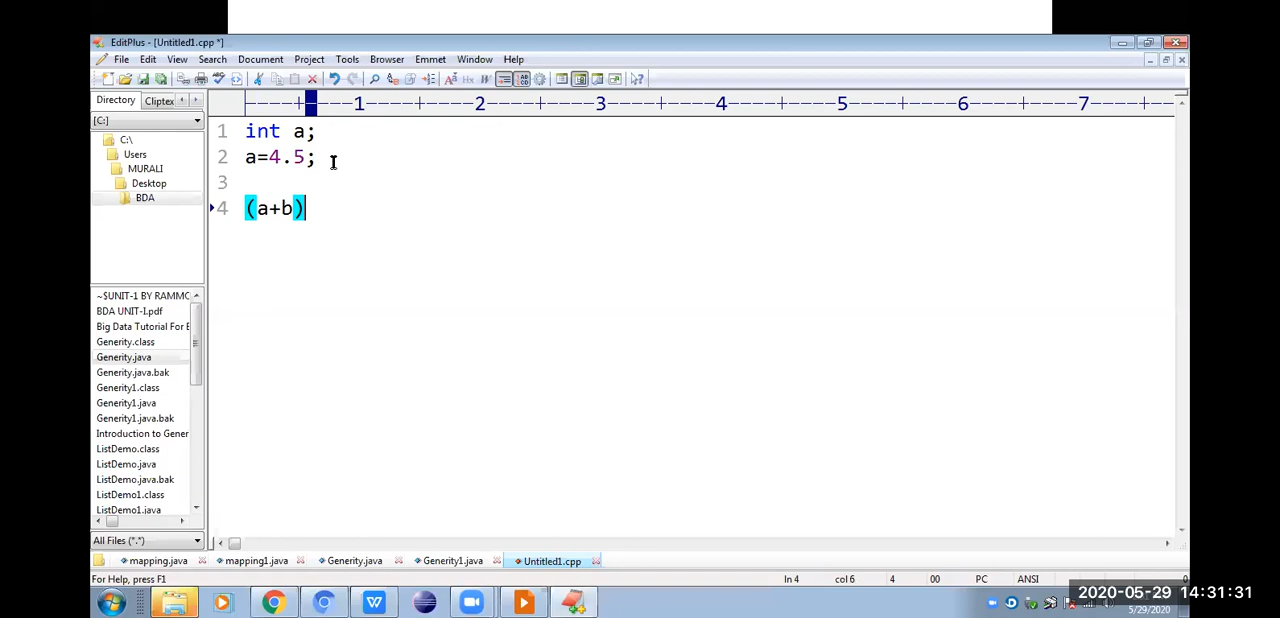 EditPlus - [Untitled1.cpp *]
File Edit View Search Document Project Tools Browser Emmet Window Help
Directory Cliptex
[C:]
C:\
Users
MURALI
Desktop
BDA
~$UNIT-1 BY RAMMC
BDA UNIT-I.pdf
Big Data Tutorial For E
Generity.class
Generity.java
Generity.java.bak
Generity1.class
Generity1.java
Generity1.java.bak
Introduction to Gener
ListDemo.class
ListDemo.java
ListDemo.java.bak
ListDemo1.class
ListDemo1.java
All Files (*.*)
----+----1----+----2----+----3----+----4----+----5----+----6----+----7----+--
1 int a;
2 a=4.5;
3
4 (a+b)
mapping.java mapping1.java Generity.java Generity1.java Untitled1.cpp
For Help, press F1 ln 4 col 6 4 00 PC ANSI
2020-05-29 14:31:31
5/29/2020